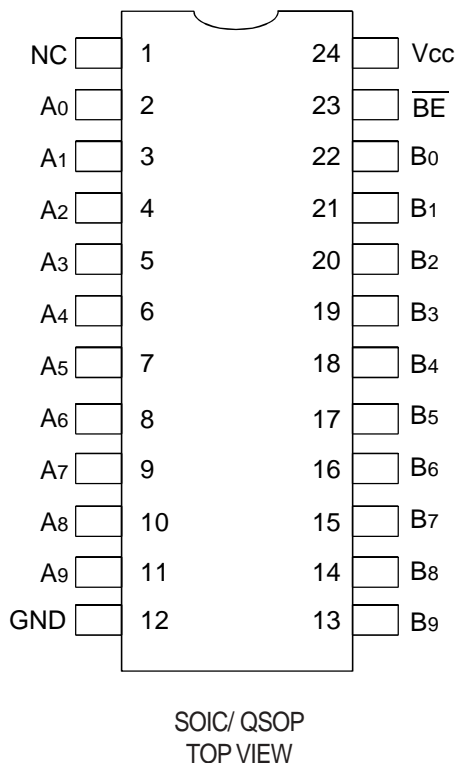 NC 1 24 Vcc
A0 2 23 B̅E̅
A1 3 22 B0
A2 4 21 B1
A3 5 20 B2
A4 6 19 B3
A5 7 18 B4
A6 8 17 B5
A7 9 16 B6
A8 10 15 B7
A9 11 14 B8
GND 12 13 B9
SOIC/ QSOP
TOP VIEW